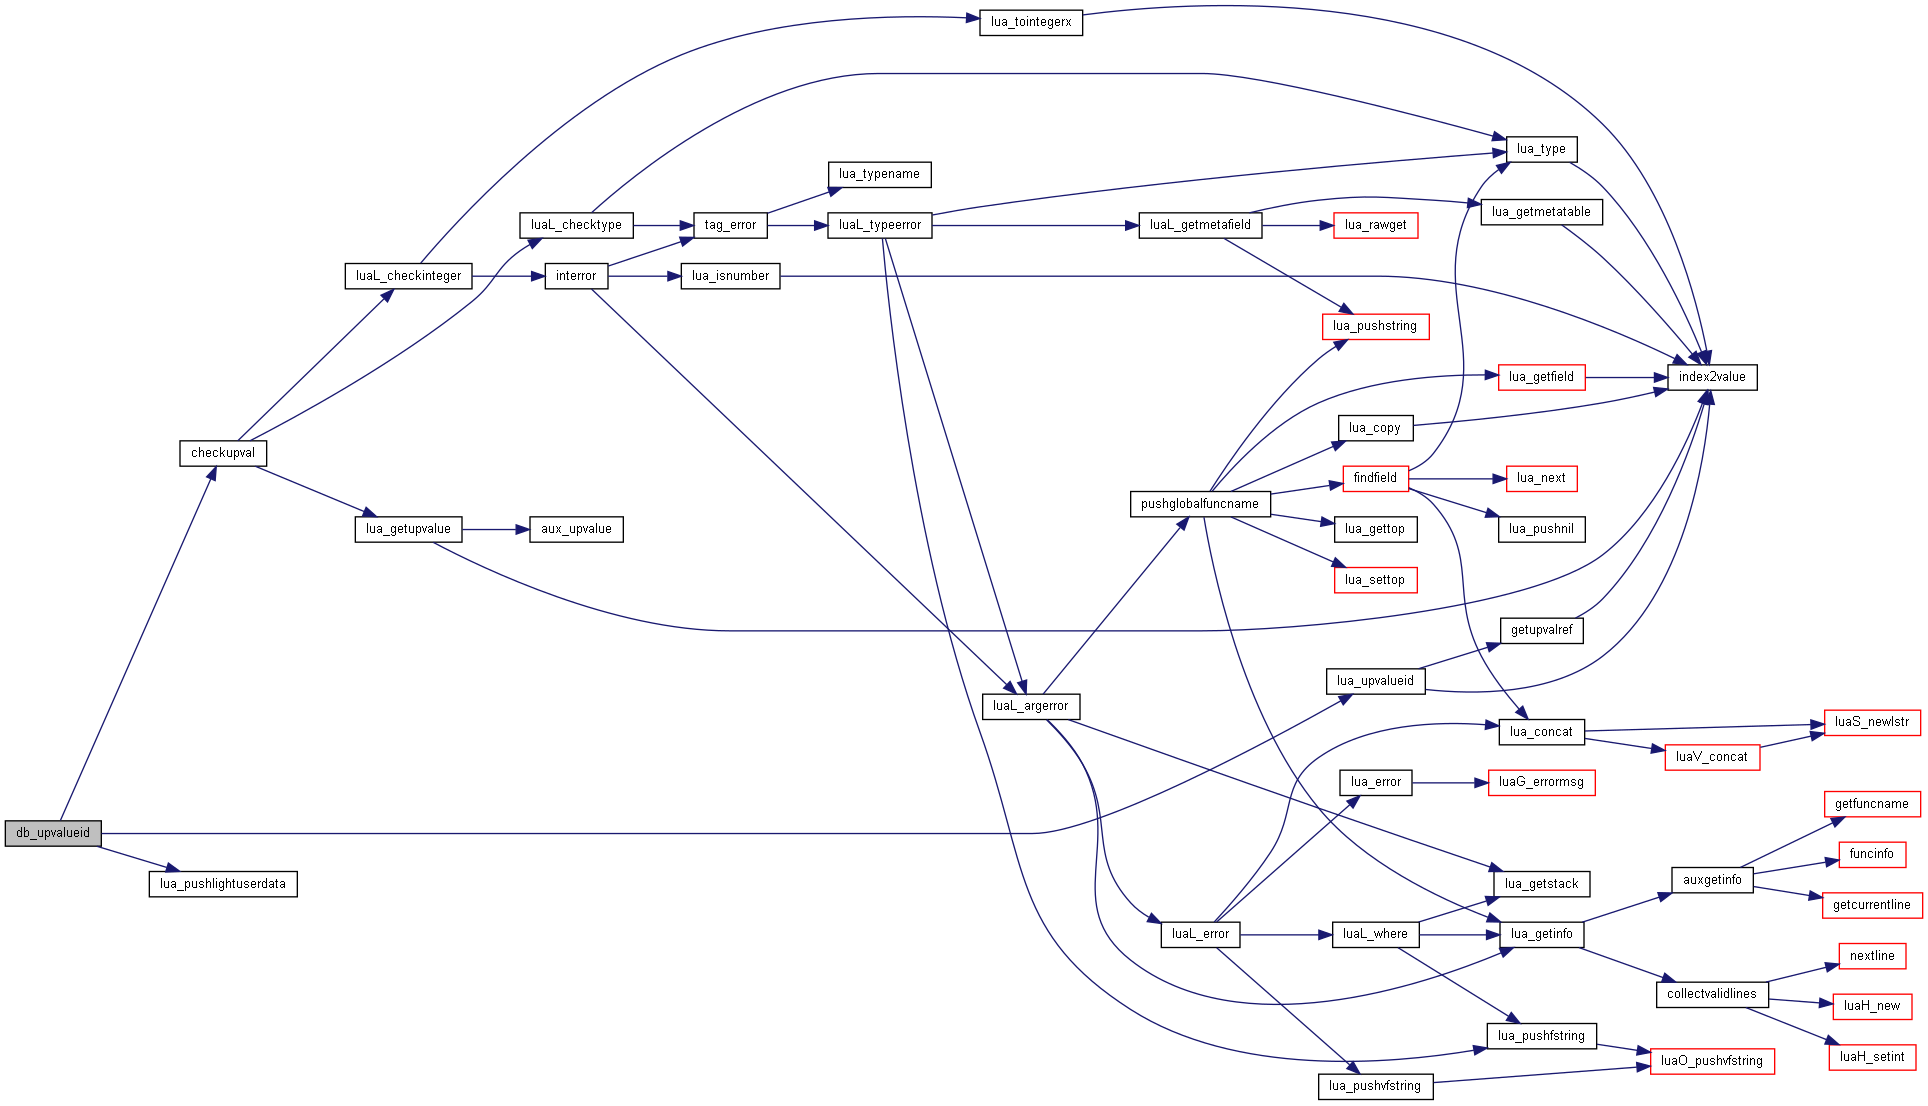 lua_tointegerx
lua_type
lua_typename
lua_getmetatable
luaL_checktype
tag_error
luaL_typeerror
luaL_getmetafield
lua_rawget
luaL_checkinteger
interror
lua_isnumber
lua_pushstring
lua_getfield
index2value
lua_copy
checkupval
findfield
lua_next
pushglobalfuncname
lua_getupvalue
aux_upvalue
lua_gettop
lua_pushnil
lua_settop
getupvalref
lua_upvalueid
luaL_argerror
lua_concat
luaS_newlstr
luaV_concat
lua_error
luaG_errormsg
getfuncname
db_upvalueid
funcinfo
lua_pushlightuserdata
lua_getstack
auxgetinfo
getcurrentline
luaL_error
luaL_where
lua_getinfo
nextline
collectvalidlines
luaH_new
lua_pushfstring
luaO_pushvfstring
luaH_setint
lua_pushvfstring